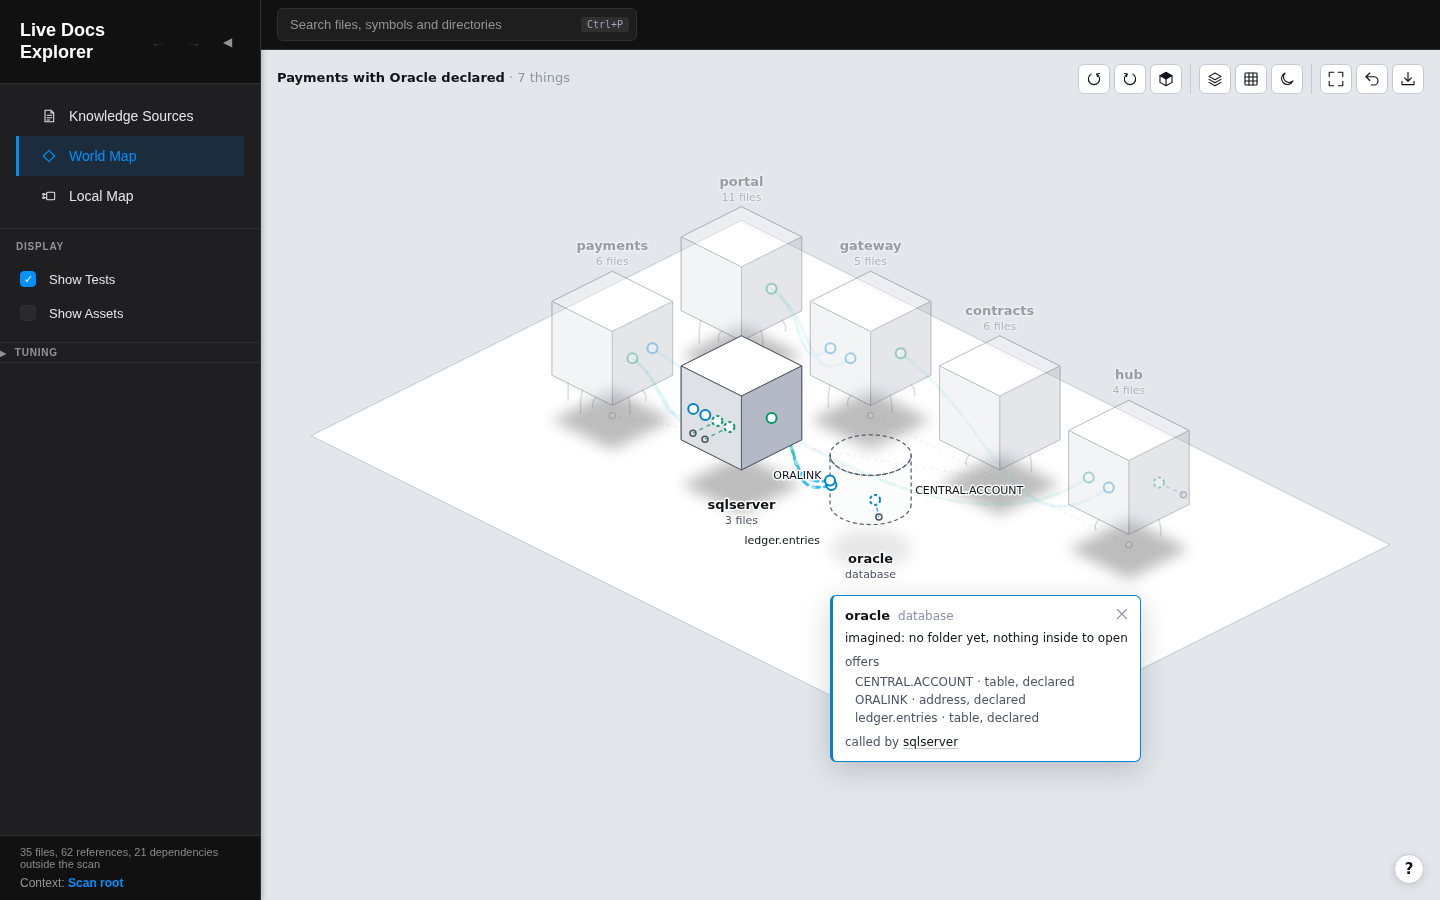 Live Docs
Explorer
Search files, symbols and directories
Ctrl+P
Knowledge Sources
World Map
Local Map
DISPLAY
Show Tests
Show Assets
TUNING
35 files, 62 references, 21 dependencies
outside the scan
Context: Scan root
Payments with Oracle declared · 7 things
portal
11 files
payments
6 files
gateway
5 files
contracts
6 files
hub
4 files
ORALINK
CENTRAL.ACCOUNT
sqlserver
3 files
ledger.entries
oracle
database
oracle database
imagined: no folder yet, nothing inside to open
offers
CENTRAL.ACCOUNT · table, declared
ORALINK · address, declared
ledger.entries · table, declared
called by sqlserver
?